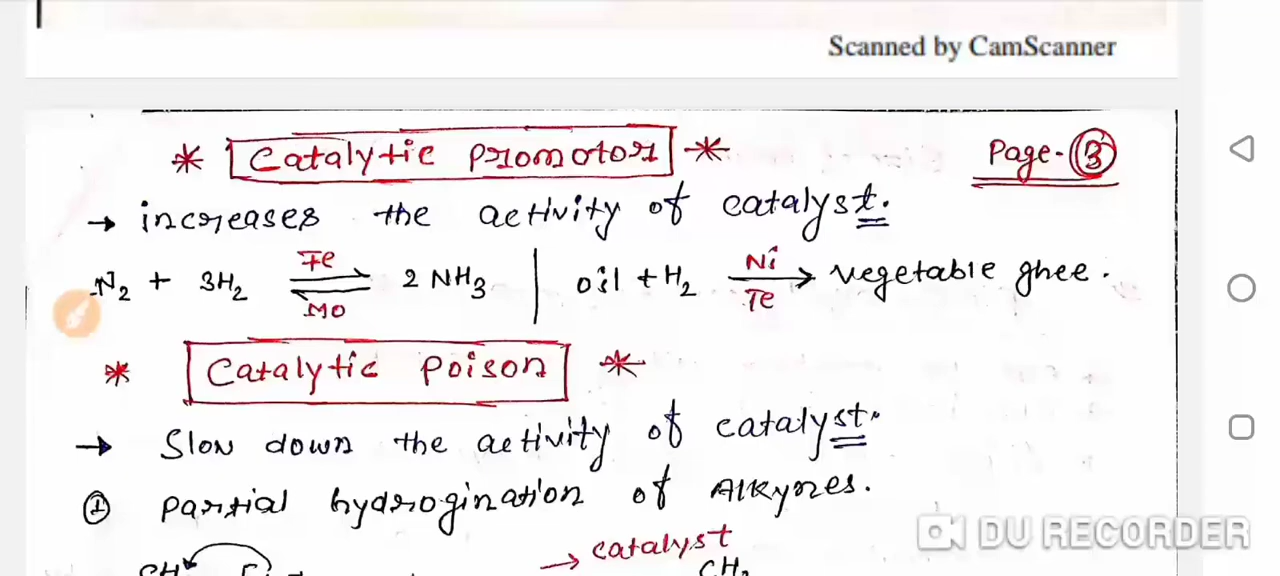 Scanned by CamScanner
* Catalytic Promotor * Page-③
→ increases the activity of catalyst.
N₂ + 3H₂ ⇌ 2 NH₃ | oil + H₂ → vegetable ghee.
Fe Mo Ni Te
* Catalytic Poison *
→ Slow down the activity of catalyst.
① Partial hydrogination of Alkynes.
→ catalyst
DU RECORDER